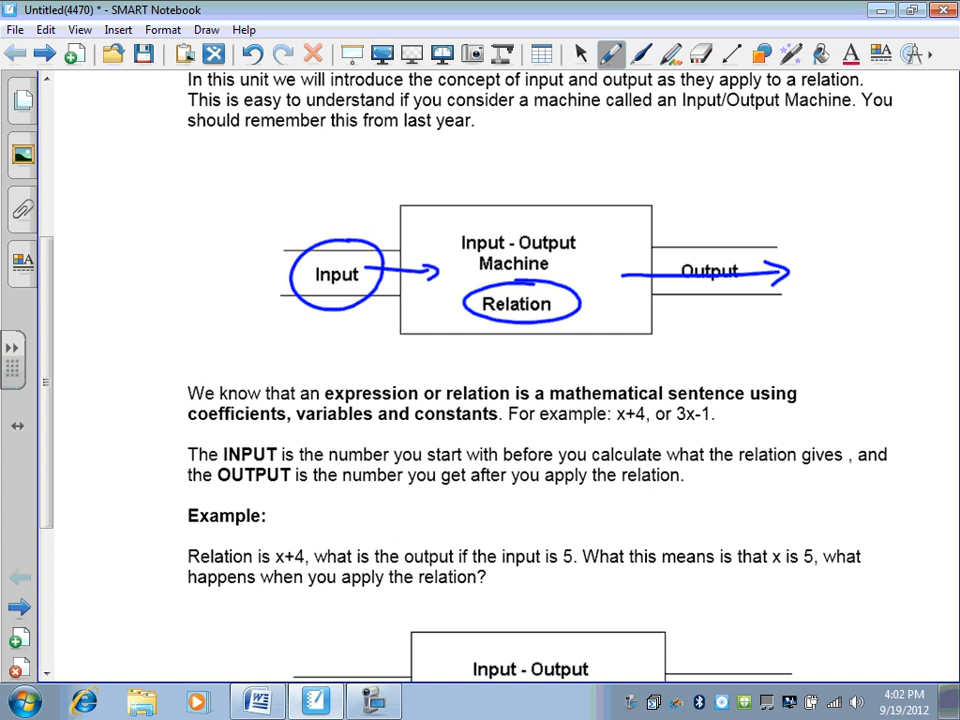 Untitled(4470) * - SMART Notebook
File Edit View Insert Format Draw Help
In this unit we will introduce the concept of input and output as they apply to a relation.
This is easy to understand if you consider a machine called an Input/Output Machine. You
should remember this from last year.
Input - Output
Machine
Input
Output
Relation
We know that an expression or relation is a mathematical sentence using
coefficients, variables and constants. For example: x+4, or 3x-1.
The INPUT is the number you start with before you calculate what the relation gives , and
the OUTPUT is the number you get after you apply the relation.
Example:
Relation is x+4, what is the output if the input is 5. What this means is that x is 5, what
happens when you apply the relation?
Input - Output
4:02 PM
9/19/2012